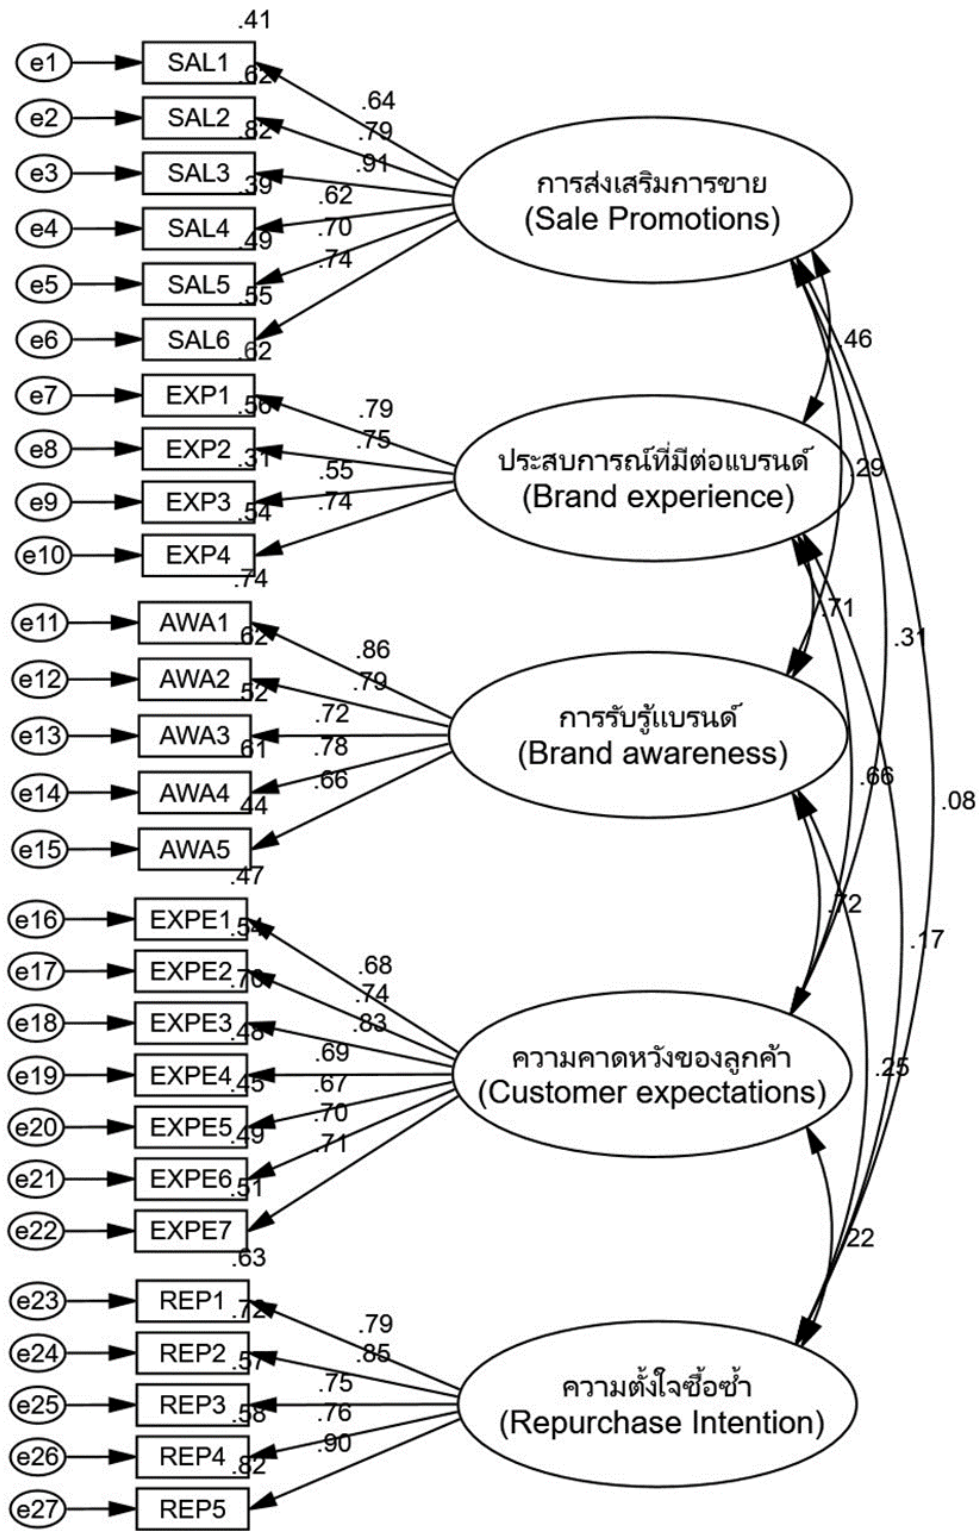 .41
e1
SAL1
.62
.64
e2
SAL2
.82
.79
e3
SAL3
.39
.91
e4
SAL4
.49
.62
.70
e5
SAL5
.55
.74
e6
SAL6
.62
การส่งเสริมการขาย
(Sale Promotions)
.46
e7
EXP1
.56
.79
e8
EXP2
.31
.75
e9
EXP3
.54
.55
.74
e10
EXP4
.74
ประสบการณ์ที่มีต่อแบรนด์
(Brand experience)
.29
.71
.31
e11
AWA1
.62
.86
e12
AWA2
.52
.79
e13
AWA3
.61
.72
.78
e14
AWA4
.44
.66
e15
AWA5
.47
การรับรู้แบรนด์
(Brand awareness)
.66
.08
.72
.17
e16
EXPE1
.54
.68
e17
EXPE2
.70
.74
e18
EXPE3
.48
.83
e19
EXPE4
.45
.69
.67
e20
EXPE5
.49
.70
e21
EXPE6
.51
.71
e22
EXPE7
.63
ความคาดหวังของลูกค้า
(Customer expectations)
.25
.22
e23
REP1
.72
.79
e24
REP2
.57
.85
e25
REP3
.58
.75
.76
e26
REP4
.82
.90
e27
REP5
ความตั้งใจซื้อซ้ำ
(Repurchase Intention)